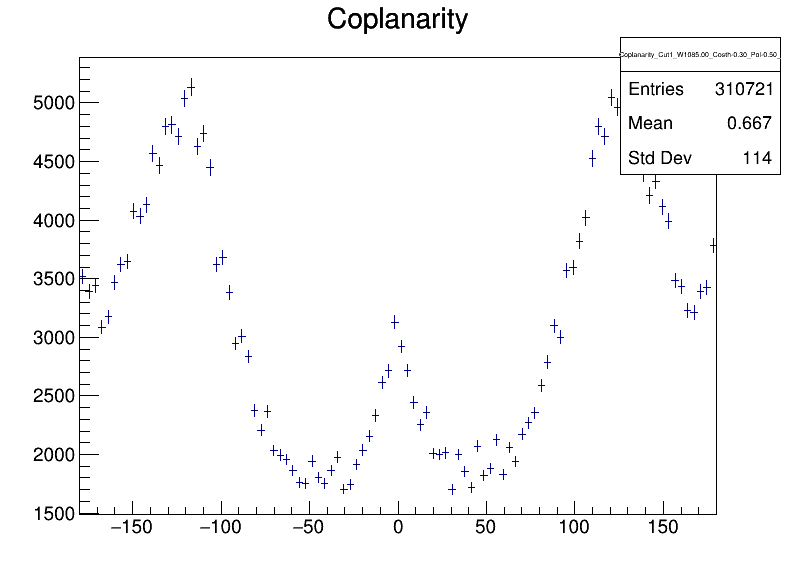 Coplanarity
Coplanarity_Cut1_W1085.00_Costh-0.30_Pol-0.50_
Entries 310721
Mean 0.667
Std Dev 114
5000
4500
4000
3500
3000
2500
2000
1500
−150 −100 −50 0 50 100 150